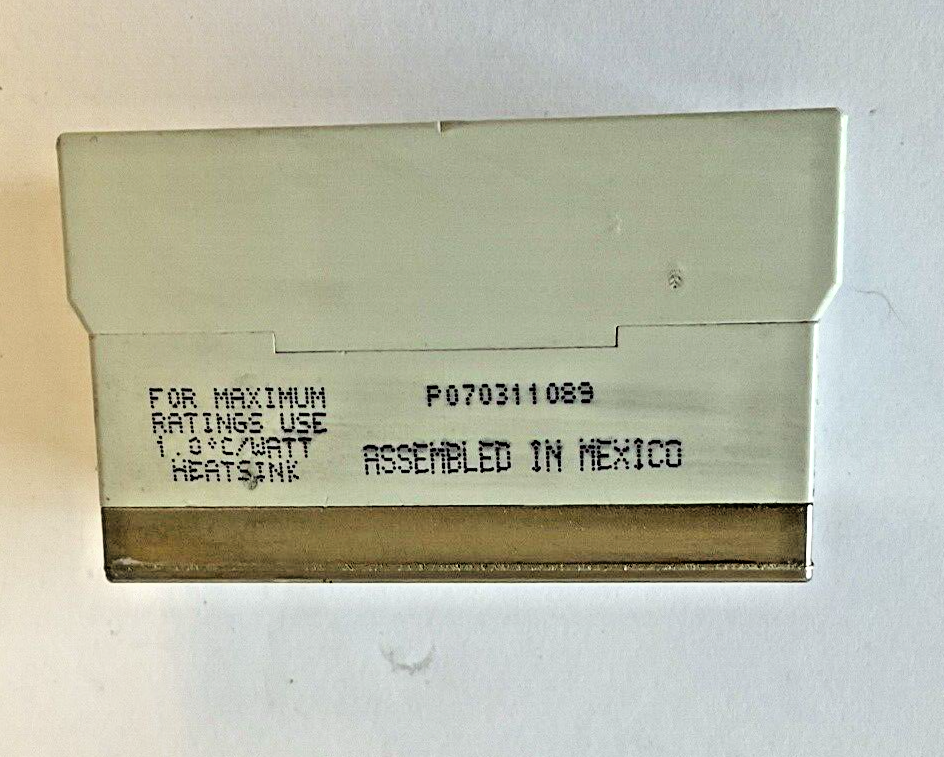 FOR MAXIMUM
RATINGS USE
1.0°C/WATT
HEATSINK
P070311089
ASSEMBLED IN MEXICO